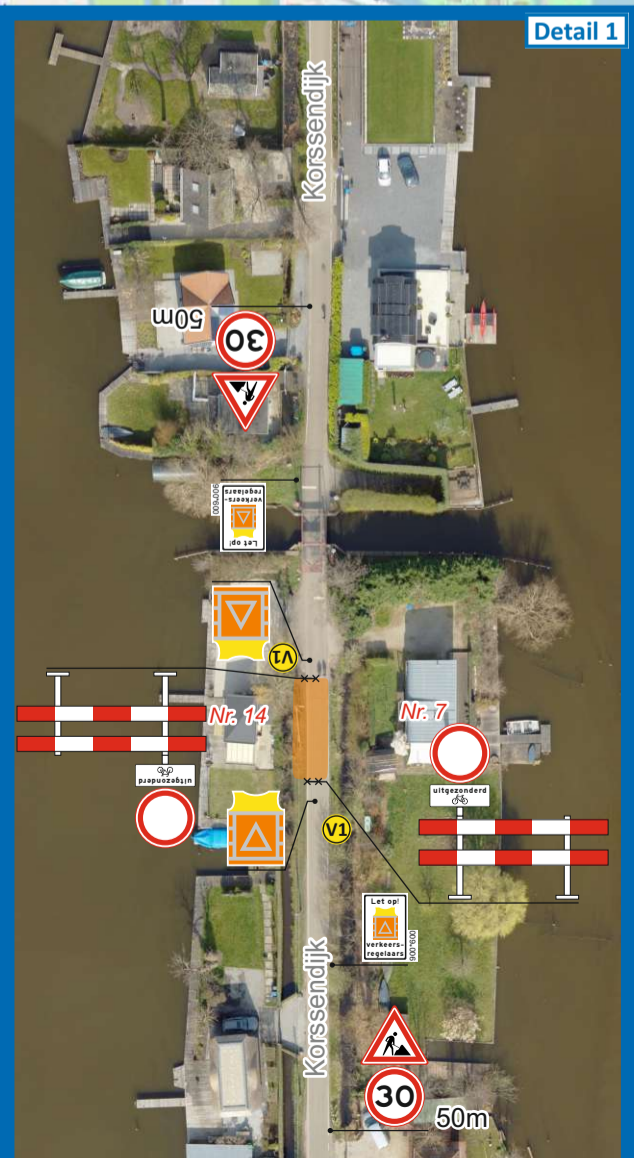 Detail 1
Korssendijk
50m
30
900*600
verkeers-
regelaars
Let op!
V1
Nr. 14
Nr. 7
uitgezonderd
uitgezonderd
V1
Let op!
verkeers-
regelaars
900*600
Korssendijk
30
50m